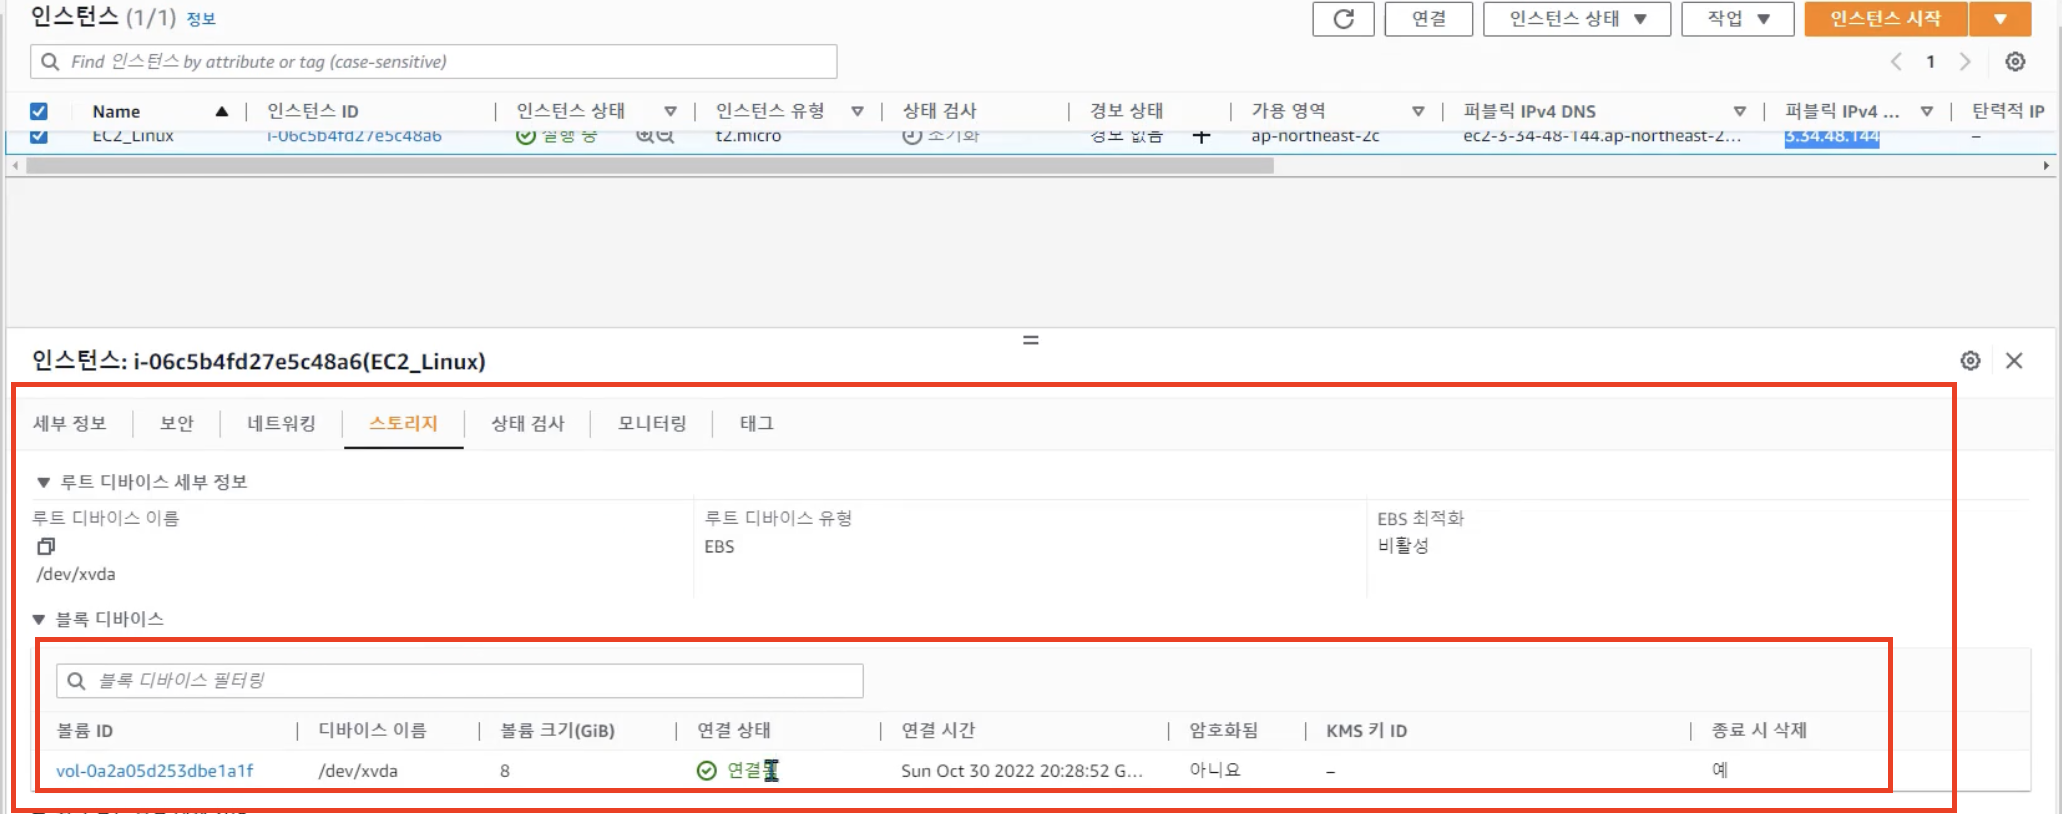 인스턴스 (1/1) 정보
연결
인스턴스 상태
작업
인스턴스 시작
Find 인스턴스 by attribute or tag (case-sensitive)
1
Name 인스턴스 ID 인스턴스 상태 인스턴스 유형 상태 검사 경보 상태 가용 영역 퍼블릭 IPv4 DNS 퍼블릭 IPv4 ... 탄력적 IP
EC2_Linux i-06c5b4fd27e5c48a6 실행 중 t2.micro 초기화 경보 없음 ap-northeast-2c ec2-3-34-48-144.ap-northeast-2... 3.34.48.144 –
인스턴스: i-06c5b4fd27e5c48a6(EC2_Linux)
세부 정보 보안 네트워킹 스토리지 상태 검사 모니터링 태그
루트 디바이스 세부 정보
루트 디바이스 이름 루트 디바이스 유형 EBS 최적화
EBS 비활성
/dev/xvda
블록 디바이스
블록 디바이스 필터링
볼륨 ID 디바이스 이름 볼륨 크기(GiB) 연결 상태 연결 시간 암호화됨 KMS 키 ID 종료 시 삭제
vol-0a2a05d253dbe1a1f /dev/xvda 8 연결됨 Sun Oct 30 2022 20:28:52 G... 아니요 – 예